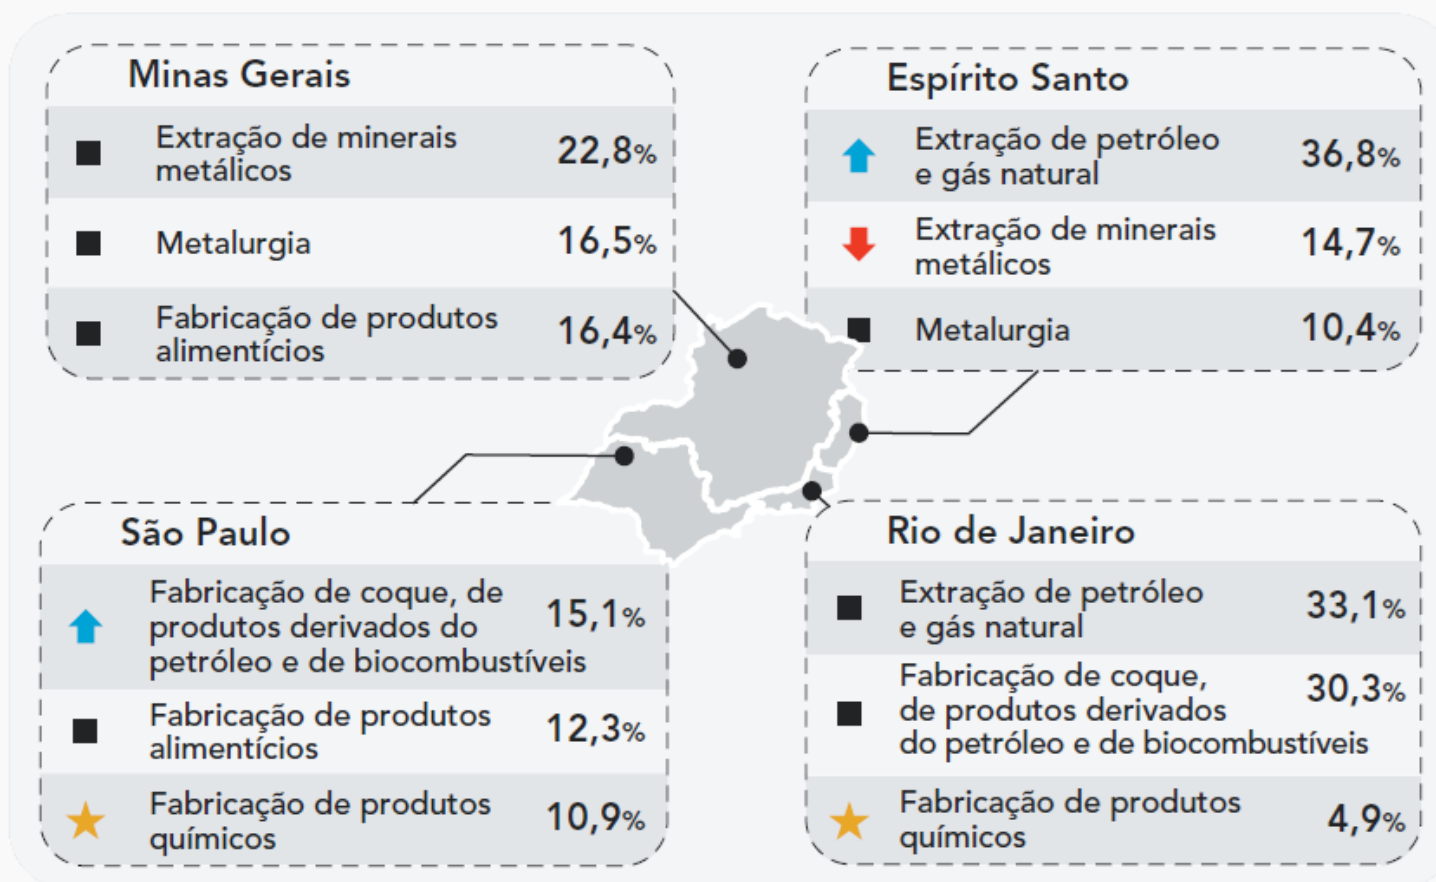 Minas Gerais
Extração de minerais
metálicos
22,8%
Metalurgia
16,5%
Fabricação de produtos
alimentícios
16,4%
Espírito Santo
Extração de petróleo
e gás natural
36,8%
Extração de minerais
metálicos
14,7%
Metalurgia
10,4%
São Paulo
Fabricação de coque, de
produtos derivados do
petróleo e de biocombustíveis
15,1%
Fabricação de produtos
alimentícios
12,3%
Fabricação de produtos
químicos
10,9%
Rio de Janeiro
Extração de petróleo
e gás natural
33,1%
Fabricação de coque,
de produtos derivados
do petróleo e de biocombustíveis
30,3%
Fabricação de produtos
químicos
4,9%